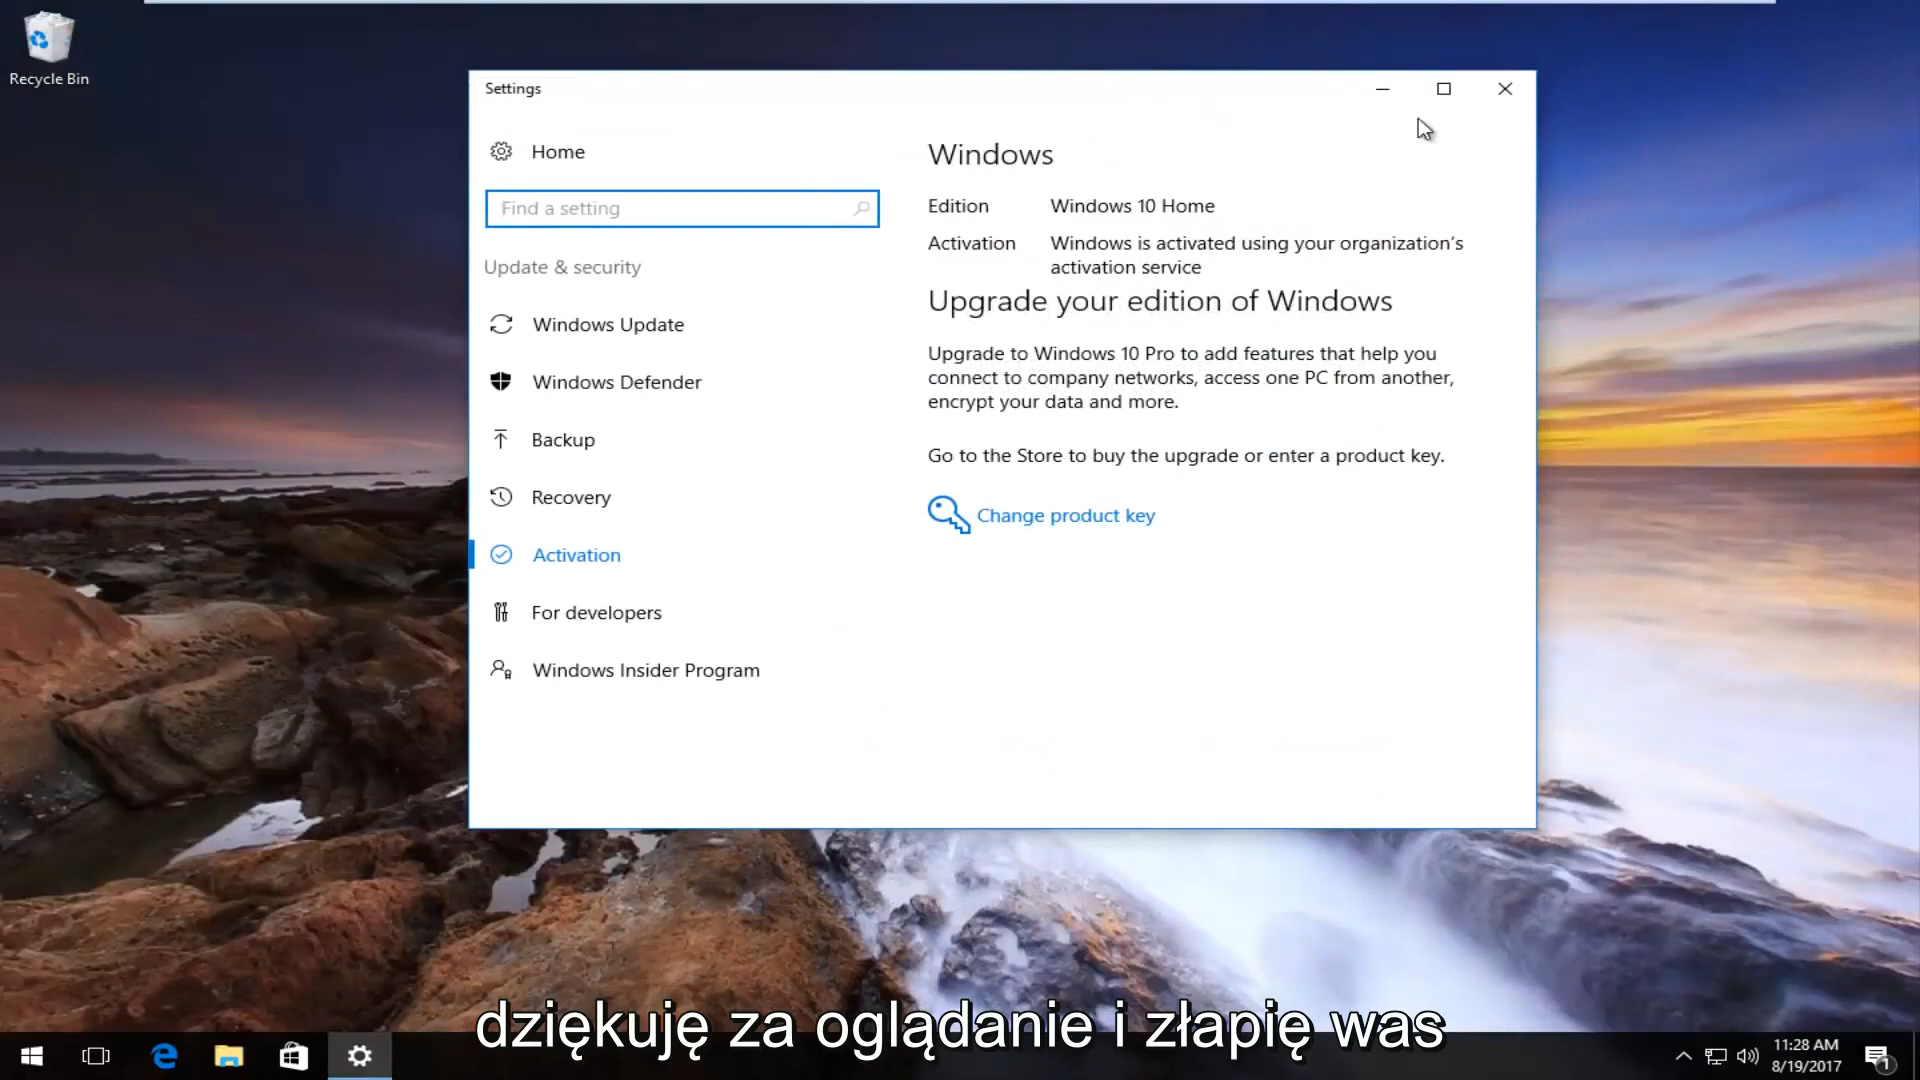 Recycle Bin
Settings
Home
Find a setting
Update & security
Windows Update
Windows Defender
Backup
Recovery
Activation
For developers
Windows Insider Program
Windows
Edition Windows 10 Home
Activation Windows is activated using your organization's
activation service
Upgrade your edition of Windows
Upgrade to Windows 10 Pro to add features that help you
connect to company networks, access one PC from another,
encrypt your data and more.
Go to the Store to buy the upgrade or enter a product key.
Change product key
dziękuję za oglądanie i złapię was
11:28 AM
8/19/2017
1